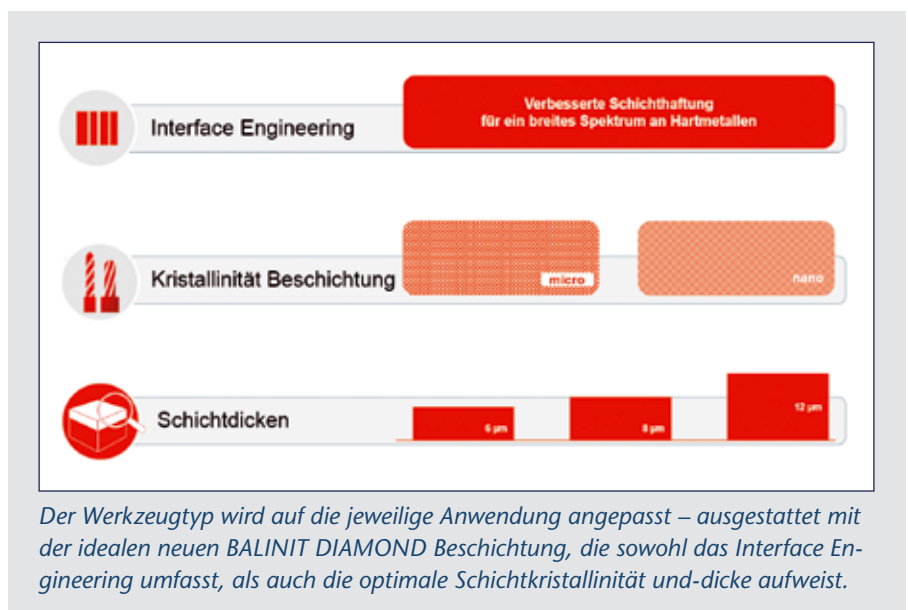 Verbesserte Schichthaftung
für ein breites Spektrum an Hartmetallen
Interface Engineering
Kristallinität Beschichtung
micro
nano
Schichtdicken
6 µm
8 µm
12 µm
Der Werkzeugtyp wird auf die jeweilige Anwendung angepasst – ausgestattet mit
der idealen neuen BALINIT DIAMOND Beschichtung, die sowohl das Interface En-
gineering umfasst, als auch die optimale Schichtkristallinität und-dicke aufweist.